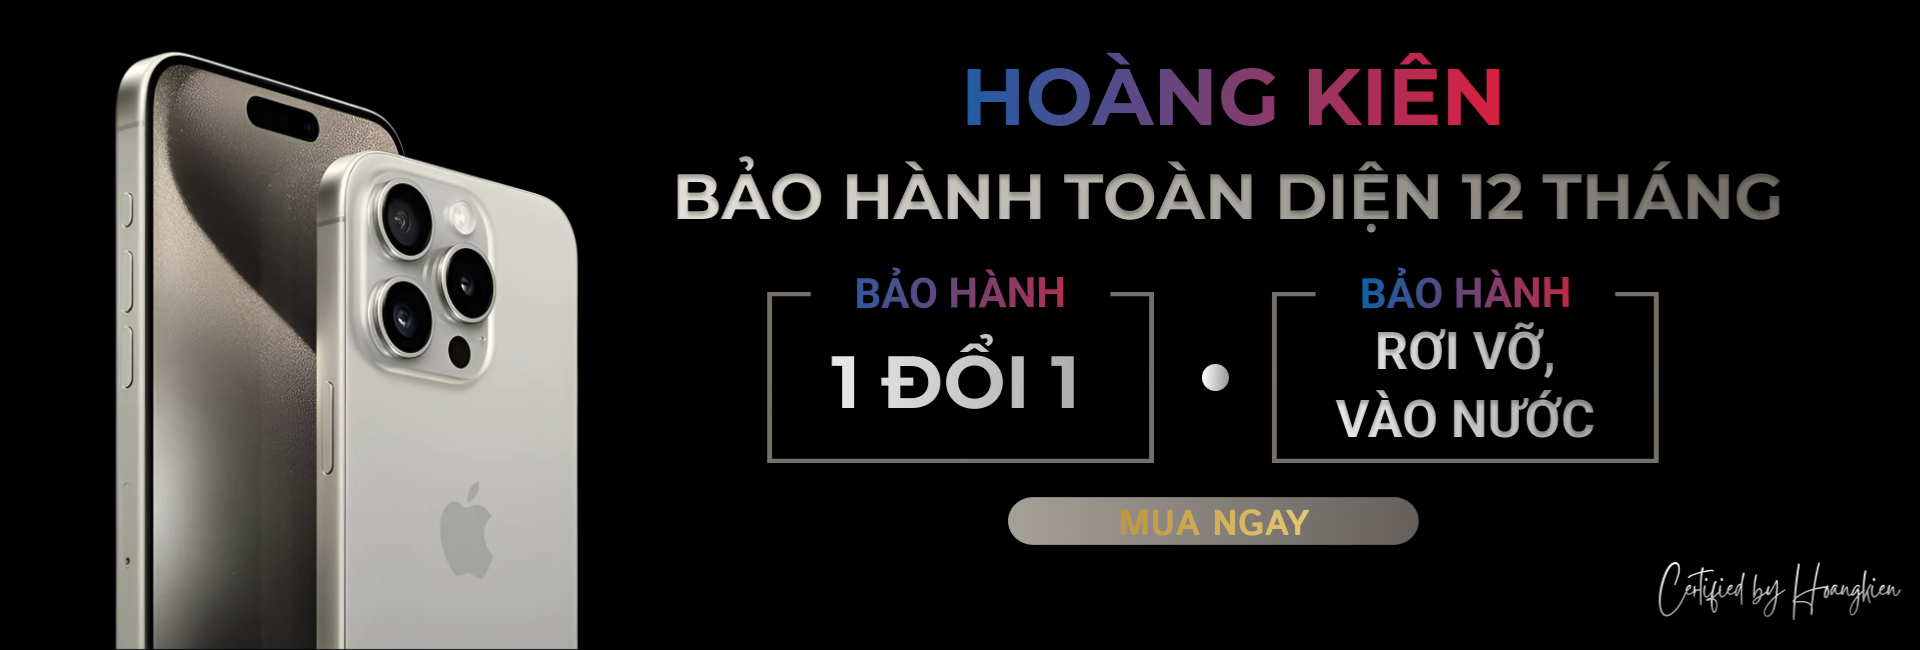 HOÀNG KIÊN
BẢO HÀNH TOÀN DIỆN 12 THÁNG
BẢO HÀNH
1 ĐỔI 1
BẢO HÀNH
RƠI VỠ,
VÀO NƯỚC
MUA NGAY
Certified by Hoangkien